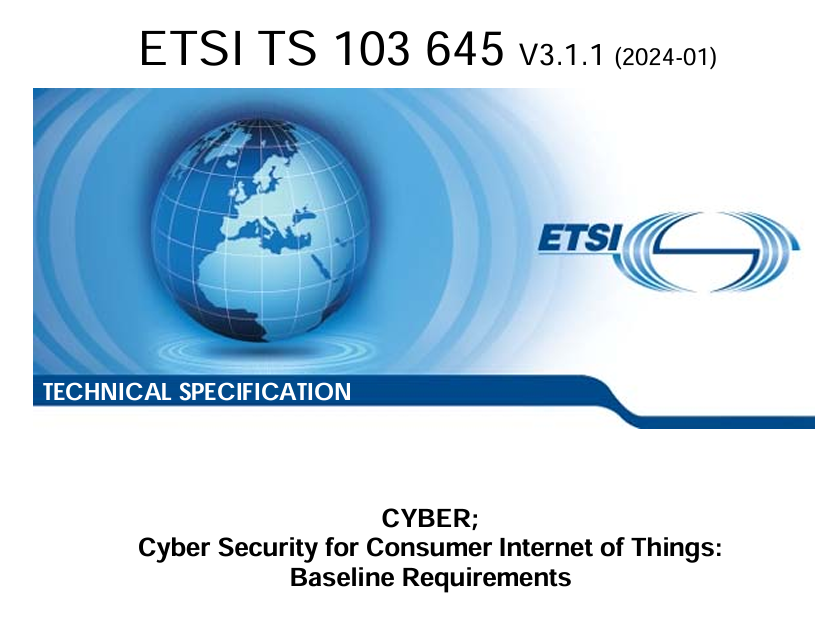 ETSI TS 103 645 V3.1.1 (2024-01)
ETSI
TECHNICAL SPECIFICATION
CYBER;
Cyber Security for Consumer Internet of Things:
Baseline Requirements